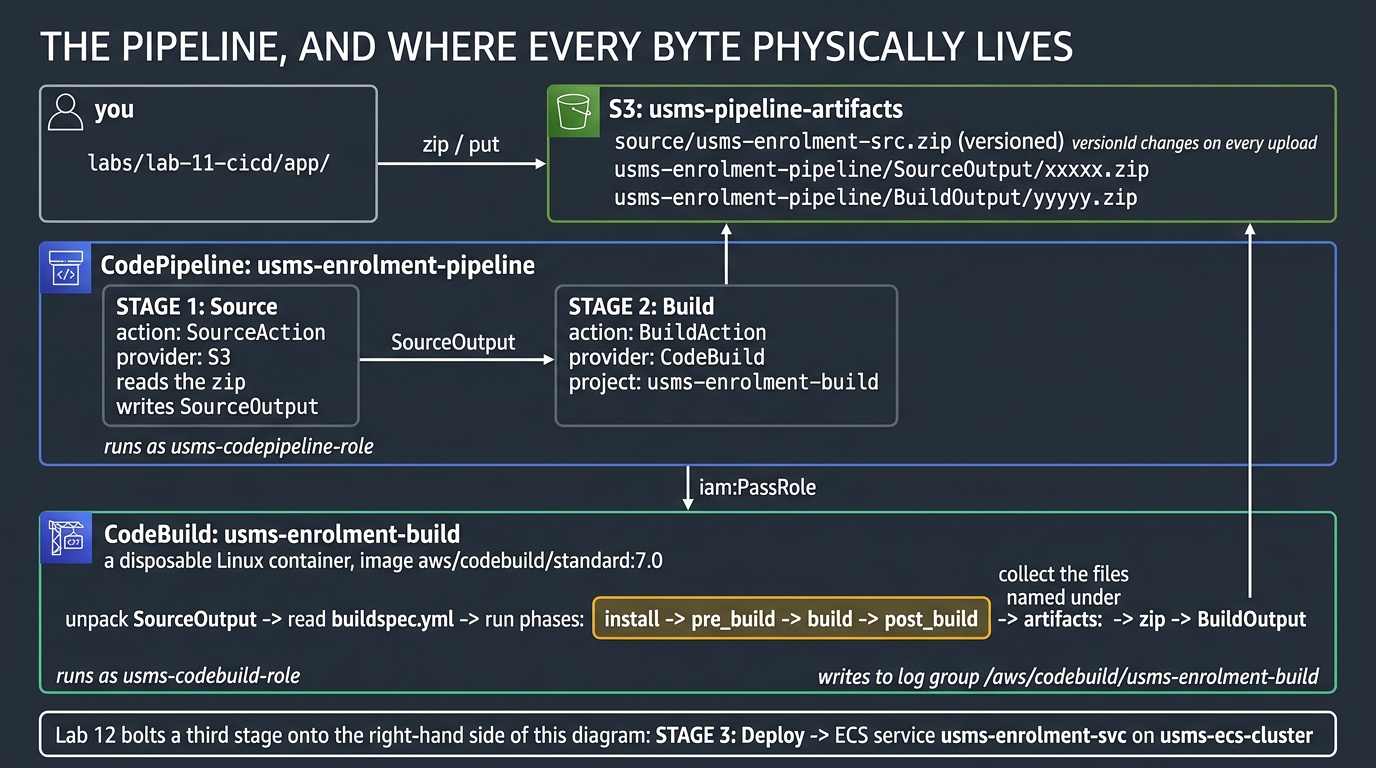 THE PIPELINE, AND WHERE EVERY BYTE PHYSICALLY LIVES
you
labs/lab-11-cicd/app/
zip / put
S3: usms-pipeline-artifacts
source/usms-enrolment-src.zip (versioned) versionId changes on every upload
usms-enrolment-pipeline/SourceOutput/xxxxx.zip
usms-enrolment-pipeline/BuildOutput/yyyyy.zip
CodePipeline: usms-enrolment-pipeline
STAGE 1: Source
action: SourceAction
provider: S3
reads the zip
writes SourceOutput
SourceOutput
STAGE 2: Build
action: BuildAction
provider: CodeBuild
project: usms-enrolment-build
runs as usms-codepipeline-role
iam:PassRole
CodeBuild: usms-enrolment-build
a disposable Linux container, image aws/codebuild/standard:7.0
unpack SourceOutput -> read buildspec.yml -> run phases: install -> pre_build -> build -> post_build
collect the files
named under
-> artifacts: -> zip -> BuildOutput
runs as usms-codebuild-role
writes to log group /aws/codebuild/usms-enrolment-build
Lab 12 bolts a third stage onto the right-hand side of this diagram: STAGE 3: Deploy -> ECS service usms-enrolment-svc on usms-ecs-cluster